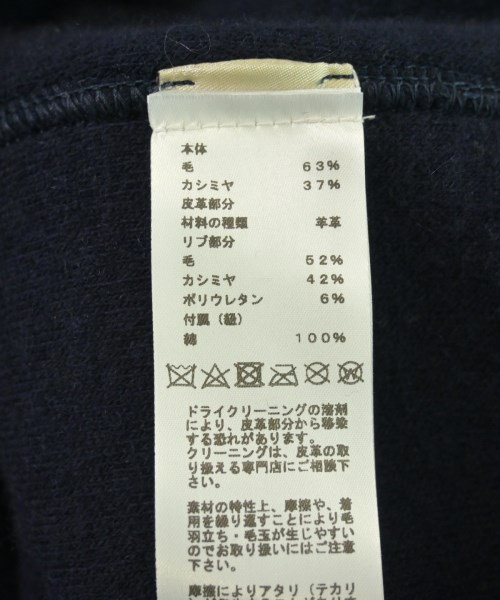 本体
毛 63%
カシミヤ 37%
皮革部分
材料の種類 羊革
リブ部分
毛 52%
カシミヤ 42%
ポリウレタン 6%
付属（紐）
綿 100%
ドライクリーニングの溶剤
により、皮革部分から移染
する恐れがあります。
クリーニングは、皮革の取
り扱える専門店にご相談下
さい。
素材の特性上、摩擦や、着
用を繰り返すことにより毛
羽立ち・毛玉が生じやすい
のでお取り扱いにはご注意
下さい。
摩擦によりアタリ（テカリ